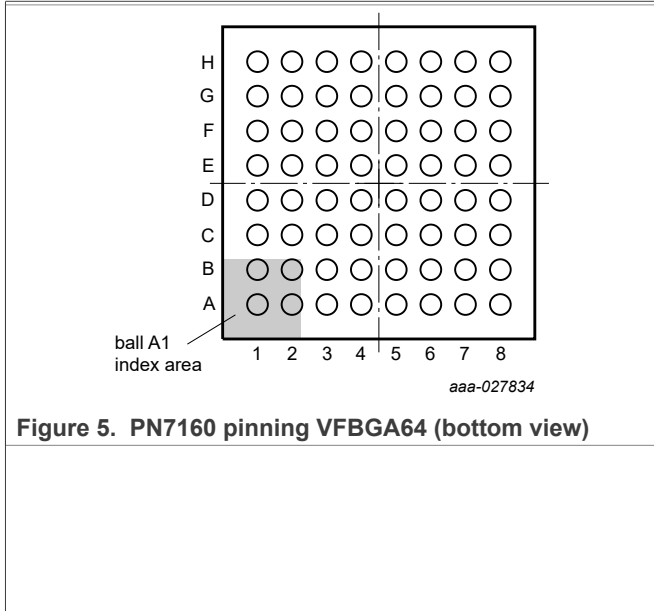 H
G
F
E
D
C
B
A
ball A1
index area
1 2 3 4 5 6 7 8
aaa-027834
Figure 5. PN7160 pinning VFBGA64 (bottom view)